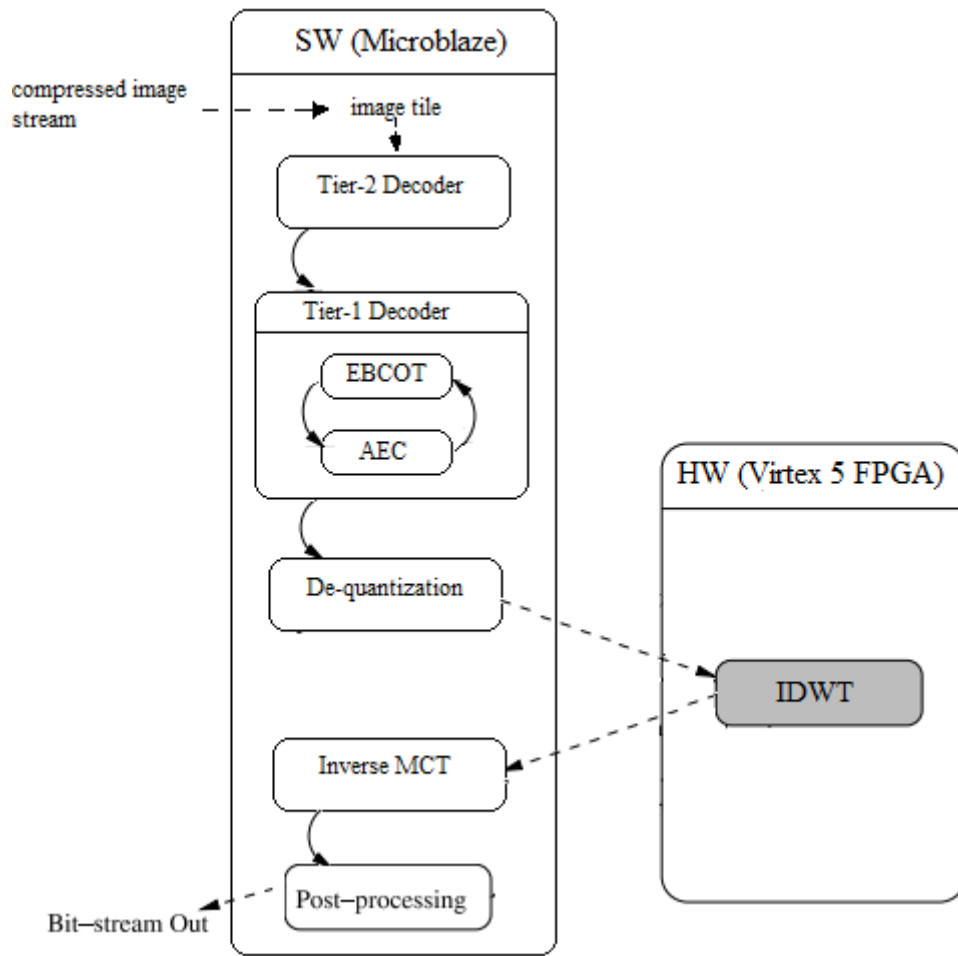 SW (Microblaze)
compressed image
stream
image tile
Tier-2 Decoder
Tier-1 Decoder
EBCOT
AEC
HW (Virtex 5 FPGA)
De-quantization
IDWT
Inverse MCT
Post–processing
Bit–stream Out